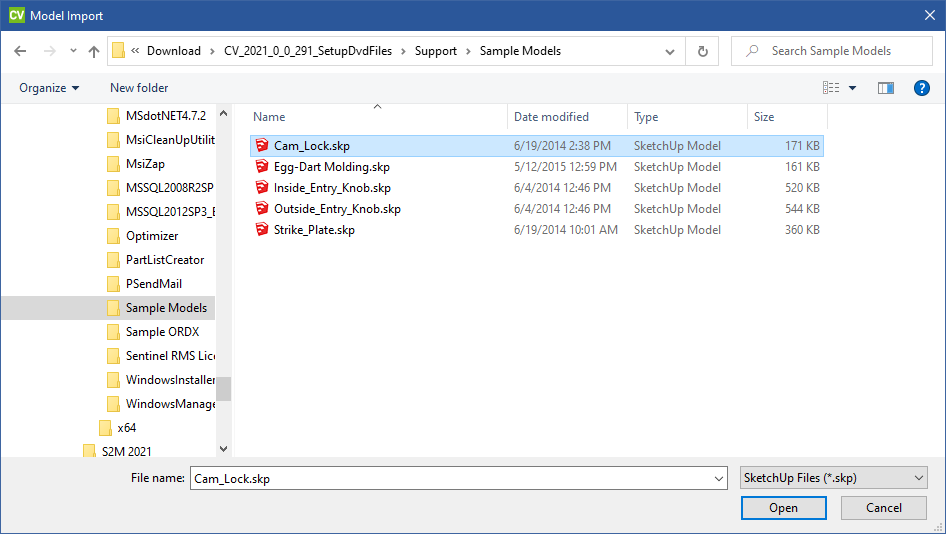 CV Model Import
« Download > CV_2021_0_0_291_SetupDvdFiles > Support > Sample Models Search Sample Models
Organize New folder ?
Name Date modified Type Size
MSdotNET4.7.2
MsiCleanUpUtilit
MsiZap
MSSQL2008R2SP
MSSQL2012SP3_E
Optimizer
PartListCreator
PSendMail
Sample Models
Sample ORDX
Sentinel RMS Lice
WindowsInstaller
WindowsManage
x64
S2M 2021
Cam_Lock.skp 6/19/2014 2:38 PM SketchUp Model 171 KB
Egg-Dart Molding.skp 5/12/2015 12:59 PM SketchUp Model 161 KB
Inside_Entry_Knob.skp 6/4/2014 12:46 PM SketchUp Model 520 KB
Outside_Entry_Knob.skp 6/4/2014 12:46 PM SketchUp Model 544 KB
Strike_Plate.skp 6/19/2014 10:01 AM SketchUp Model 360 KB
File name: Cam_Lock.skp SketchUp Files (*.skp)
Open Cancel